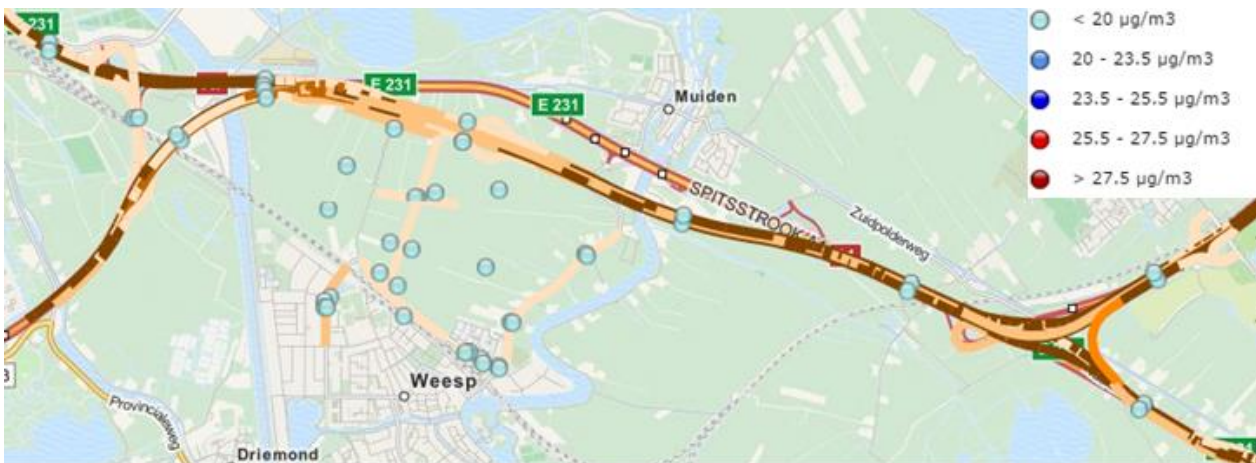 231
< 20 µg/m3
20 - 23.5 µg/m3
23.5 - 25.5 µg/m3
25.5 - 27.5 µg/m3
> 27.5 µg/m3
E 231
E 231
Muiden
SPITSSTROOK
Zuidpolderweg
Weesp
3
Provincialeweg
Driemond